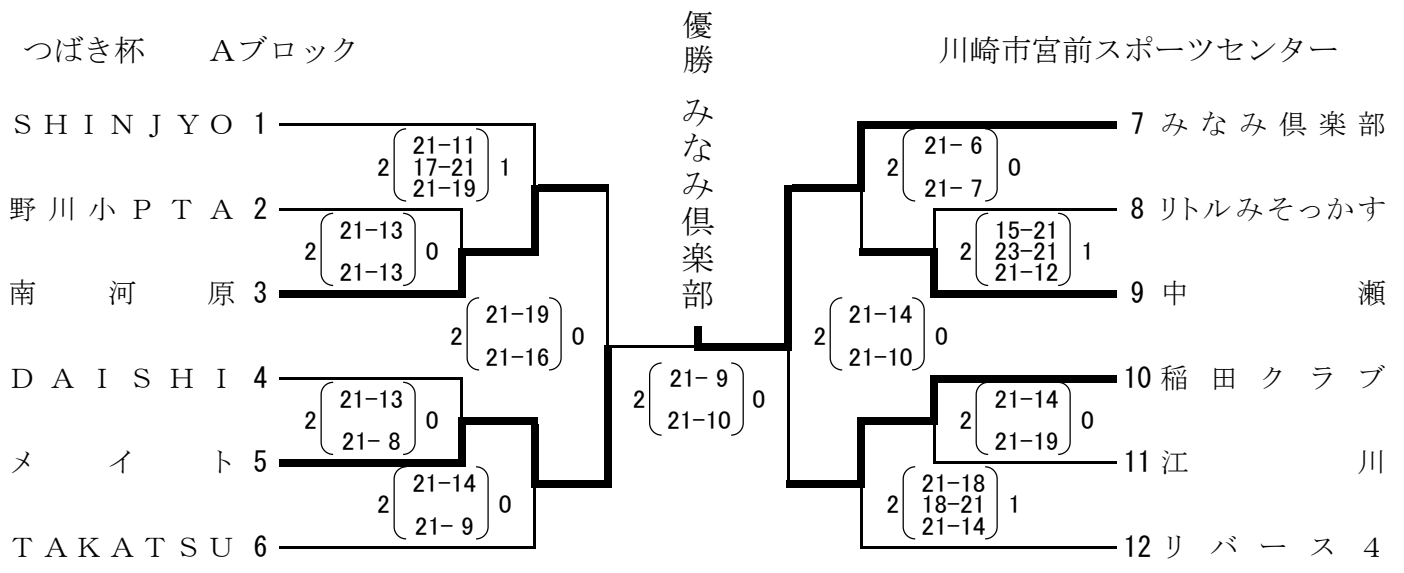 つばき杯　Aブロック
優勝 みなみ倶楽部
川崎市宮前スポーツセンター
SHINJYO 1
2 21-11 1
17-21
21-19
野川小PTA 2
2 21-13 0
21-13
南河原 3
2 21-19 0
21-16
DAISHI 4
2 21-13 0
21- 8
メイト 5
2 21-14 0
21- 9
TAKATSU 6
2 21- 9 0
21-10
7 みなみ倶楽部
2 21- 6 0
21- 7
8 リトルみそっかす
2 15-21 1
23-21
21-12
9 中瀬
2 21-14 0
21-10
10 稲田クラブ
2 21-14 0
21-19
11 江川
2 21-18 1
18-21
21-14
12 リバース4